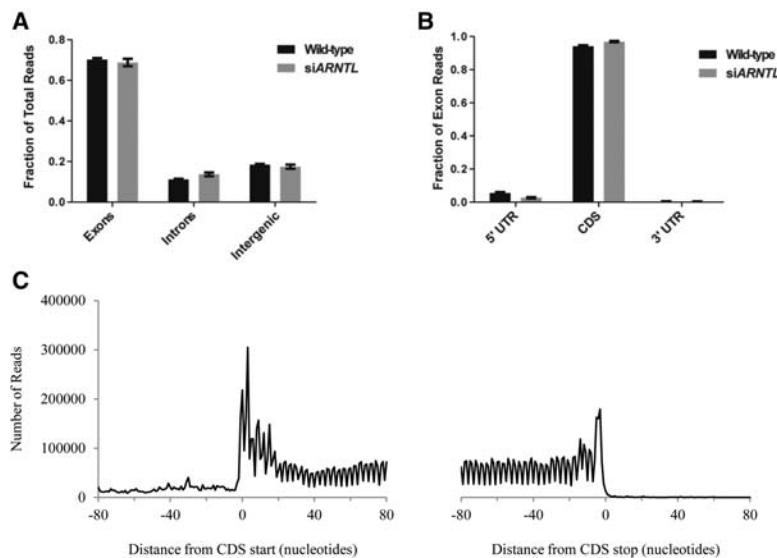 A
Fraction of Total Reads
0.8
0.6
0.4
0.2
0.0
Wild-type
siARNTL
Exons
Introns
Intergenic
B
Fraction of Exon Reads
1.0
0.8
0.6
0.4
0.2
0.0
Wild-type
siARNTL
5' UTR
CDS
3' UTR
C
Number of Reads
400000
300000
200000
100000
0
-80
-40
0
40
80
Distance from CDS start (nucleotides)
-80
-40
0
40
80
Distance from CDS stop (nucleotides)